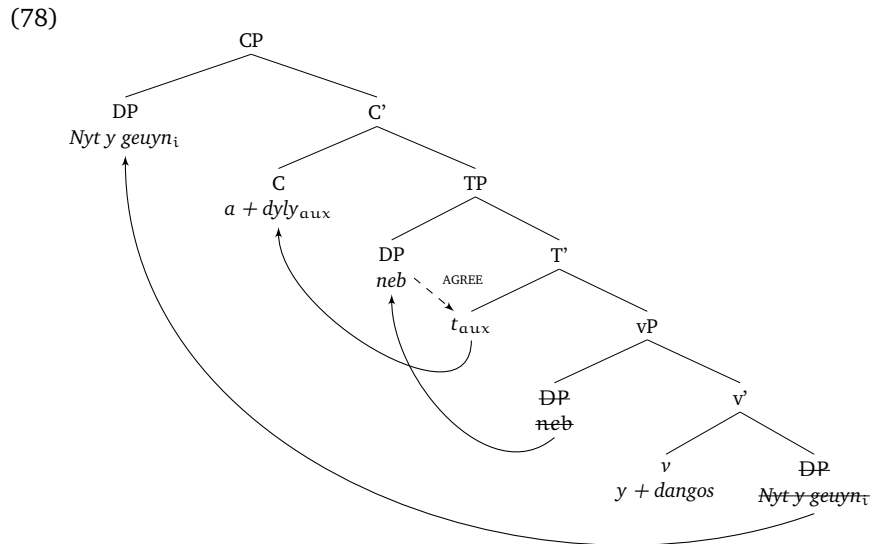 (78)
CP
DP
Nyt y geuyn_i
C'
C
a + dyly_aux
TP
DP
neb
AGREE
T'
t_aux
vP
DP
neb
v'
v
y + dangos
DP
Nyt y geuyn_i